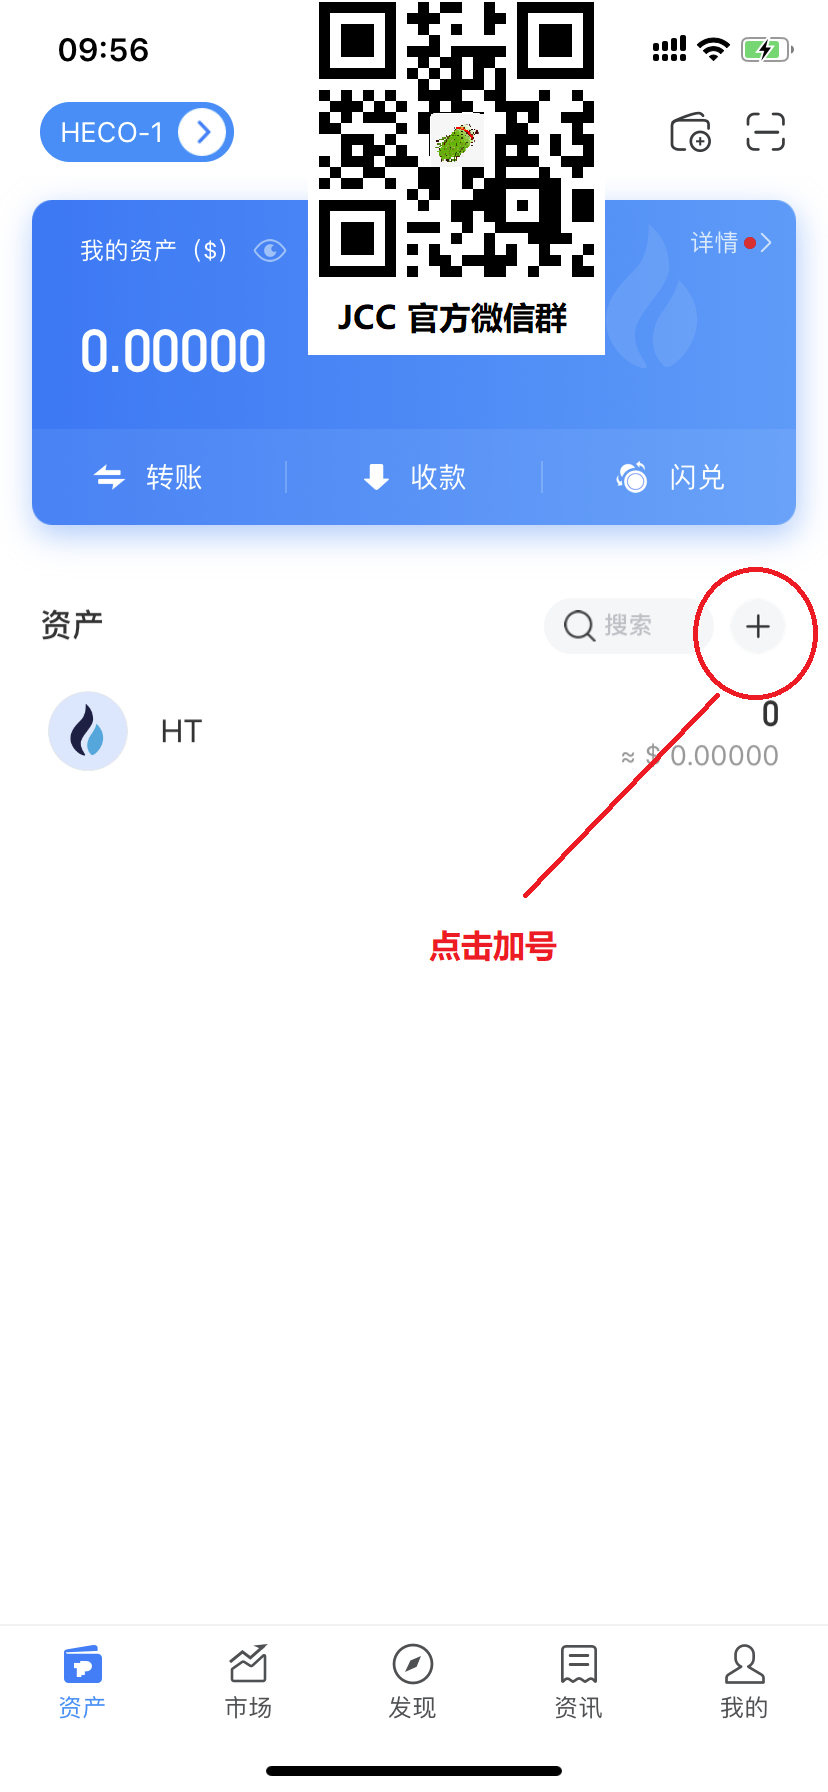 09:56
HECO-1
我的资产（$）
详情
0.00000
JCC 官方微信群
转账
收款
闪兑
资产
搜索
HT
0
≈ $ 0.00000
点击加号
资产
市场
发现
资讯
我的